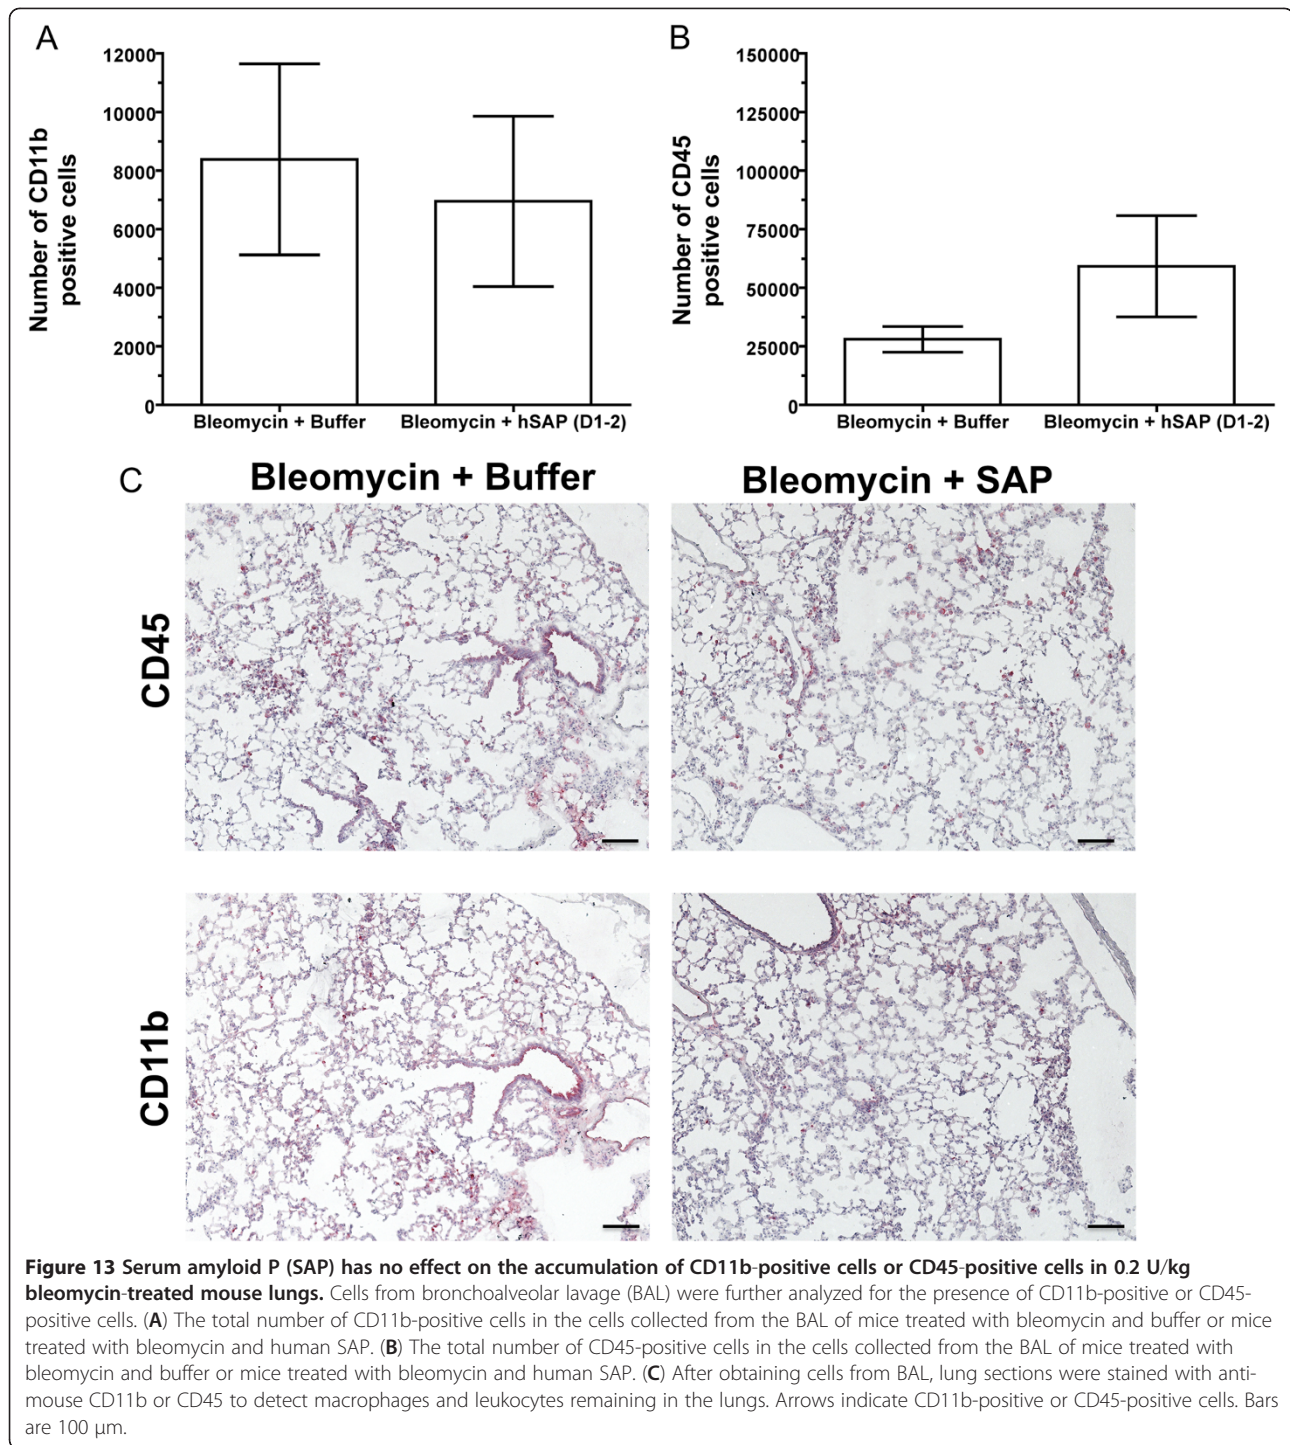 A
12000
10000
8000
6000
4000
2000
0
Number of CD11b
positive cells
Bleomycin + Buffer
Bleomycin + hSAP (D1-2)
B
150000
125000
100000
75000
50000
25000
0
Number of CD45
positive cells
Bleomycin + Buffer
Bleomycin + hSAP (D1-2)
C
Bleomycin + Buffer
Bleomycin + SAP
CD45
CD11b
Figure 13 Serum amyloid P (SAP) has no effect on the accumulation of CD11b-positive cells or CD45-positive cells in 0.2 U/kg
bleomycin-treated mouse lungs. Cells from bronchoalveolar lavage (BAL) were further analyzed for the presence of CD11b-positive or CD45-
positive cells. (A) The total number of CD11b-positive cells in the cells collected from the BAL of mice treated with bleomycin and buffer or mice
treated with bleomycin and human SAP. (B) The total number of CD45-positive cells in the cells collected from the BAL of mice treated with
bleomycin and buffer or mice treated with bleomycin and human SAP. (C) After obtaining cells from BAL, lung sections were stained with anti-
mouse CD11b or CD45 to detect macrophages and leukocytes remaining in the lungs. Arrows indicate CD11b-positive or CD45-positive cells. Bars
are 100 μm.